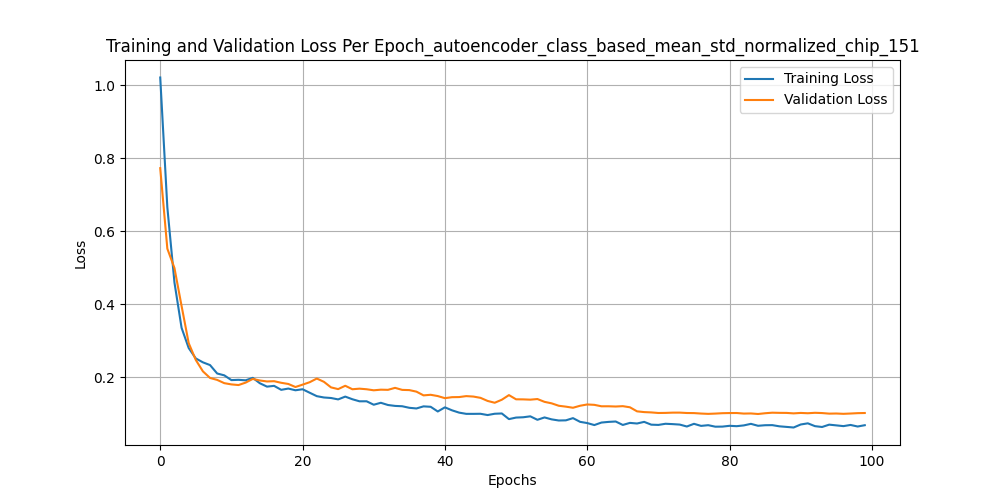 Training and Validation Loss Per Epoch_autoencoder_class_based_mean_std_normalized_chip_151
Training Loss
Validation Loss
1.0
0.8
0.6
0.4
0.2
Loss
0 20 40 60 80 100
Epochs